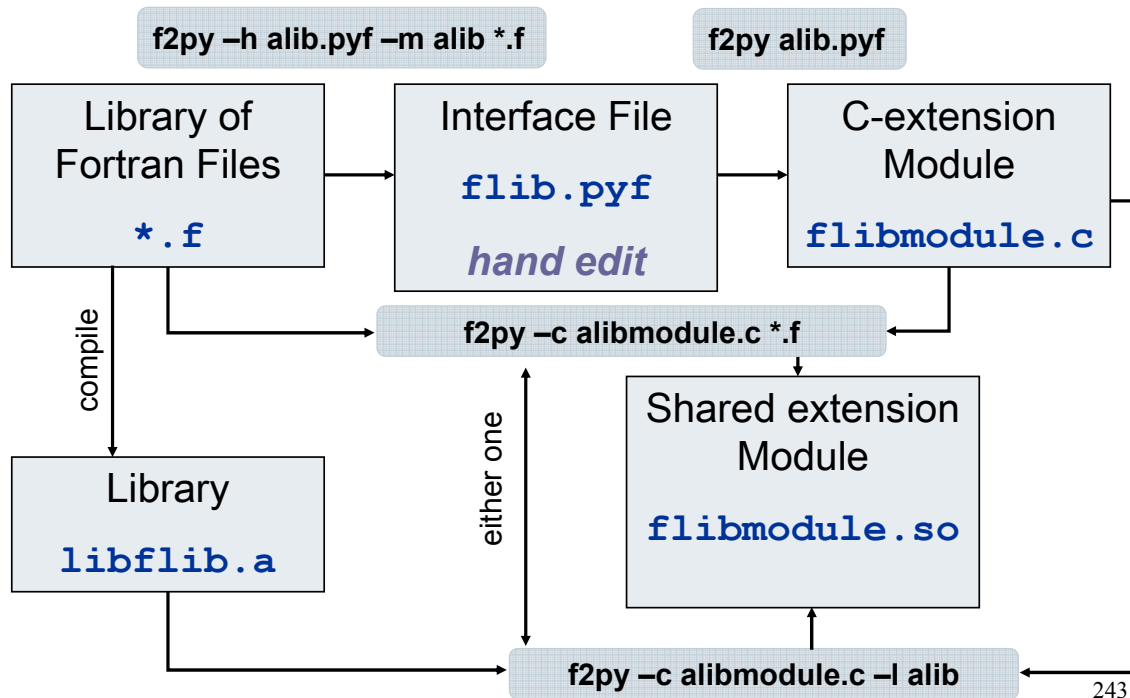 f2py –h alib.pyf –m alib *.f
f2py alib.pyf
Library of
Fortran Files
*.f
Interface File
flib.pyf
hand edit
C-extension
Module
flibmodule.c
f2py –c alibmodule.c *.f
compile
either one
Shared extension
Module
flibmodule.so
Library
libflib.a
f2py –c alibmodule.c –l alib
243